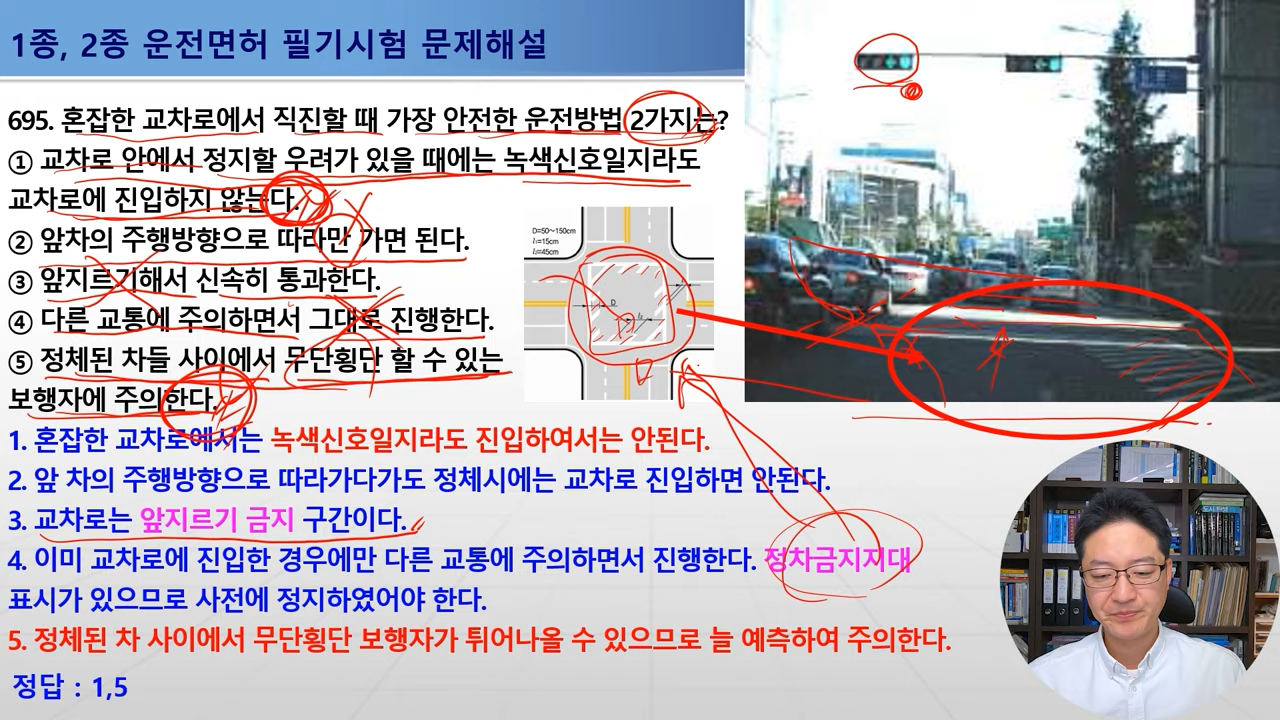 1종, 2종 운전면허 필기시험 문제해설
695. 혼잡한 교차로에서 직진할 때 가장 안전한 운전방법 2가지는?
① 교차로 안에서 정지할 우려가 있을 때에는 녹색신호일지라도
교차로에 진입하지 않는다.
② 앞차의 주행방향으로 따라만 가면 된다.
③ 앞지르기해서 신속히 통과한다.
④ 다른 교통에 주의하면서 그대로 진행한다.
⑤ 정체된 차들 사이에서 무단횡단 할 수 있는
보행자에 주의한다.
D=50~150cm
l₁=15cm
l₂=45cm
D
1. 혼잡한 교차로에서는 녹색신호일지라도 진입하여서는 안된다.
2. 앞 차의 주행방향으로 따라가다가도 정체시에는 교차로 진입하면 안된다.
3. 교차로는 앞지르기 금지 구간이다.
4. 이미 교차로에 진입한 경우에만 다른 교통에 주의하면서 진행한다. 정차금지지대
표시가 있으므로 사전에 정지하였어야 한다.
5. 정체된 차 사이에서 무단횡단 보행자가 튀어나올 수 있으므로 늘 예측하여 주의한다.
정답 : 1,5